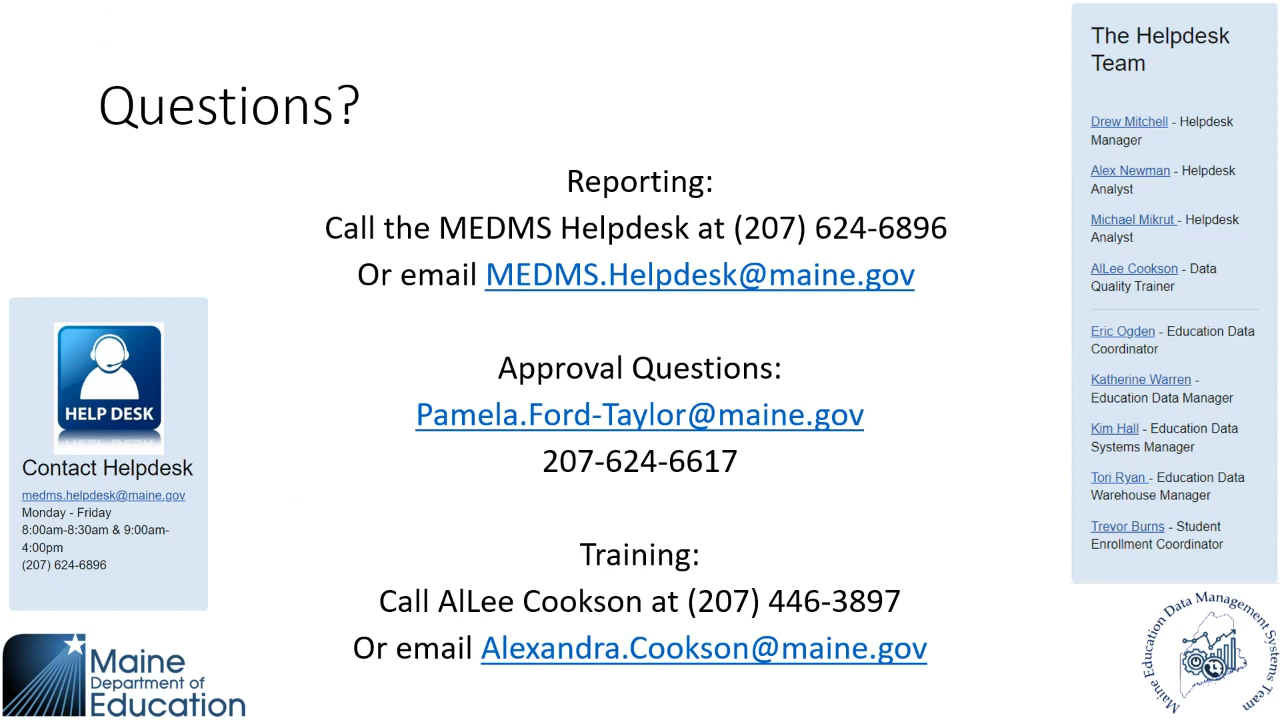 Questions?
Reporting:
Call the MEDMS Helpdesk at (207) 624-6896
Or email MEDMS.Helpdesk@maine.gov
Approval Questions:
Pamela.Ford-Taylor@maine.gov
207-624-6617
Training:
Call AlLee Cookson at (207) 446-3897
Or email Alexandra.Cookson@maine.gov
HELP DESK
Contact Helpdesk
medms.helpdesk@maine.gov
Monday - Friday
8:00am-8:30am & 9:00am-
4:00pm
(207) 624-6896
Maine
Department of
Education
The Helpdesk
Team
Drew Mitchell - Helpdesk
Manager
Alex Newman - Helpdesk
Analyst
Michael Mikrut - Helpdesk
Analyst
AlLee Cookson - Data
Quality Trainer
Eric Ogden - Education Data
Coordinator
Katherine Warren -
Education Data Manager
Kim Hall - Education Data
Systems Manager
Tori Ryan - Education Data
Warehouse Manager
Trevor Burns - Student
Enrollment Coordinator
Maine Education Data Management Systems Team